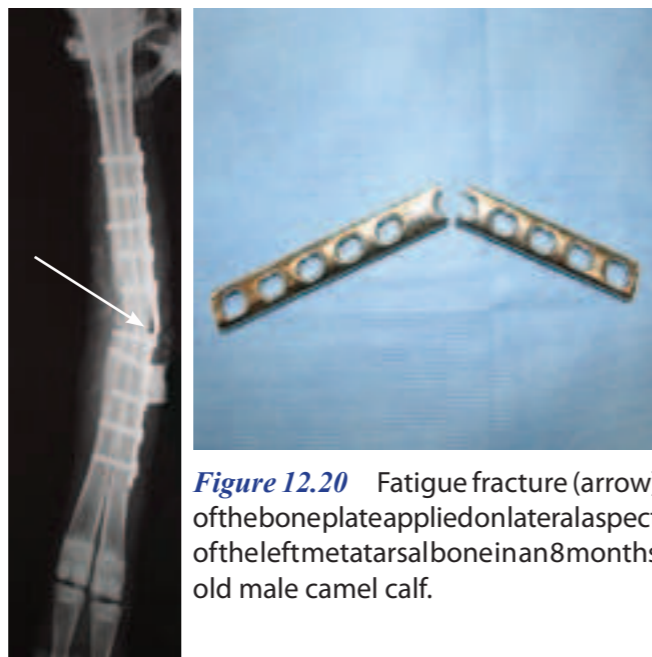 Figure 12.20 Fatigue fracture (arrow)
oftheboneplateappliedonlateralaspect
oftheleftmetatarsalboneinan8months
old male camel calf.